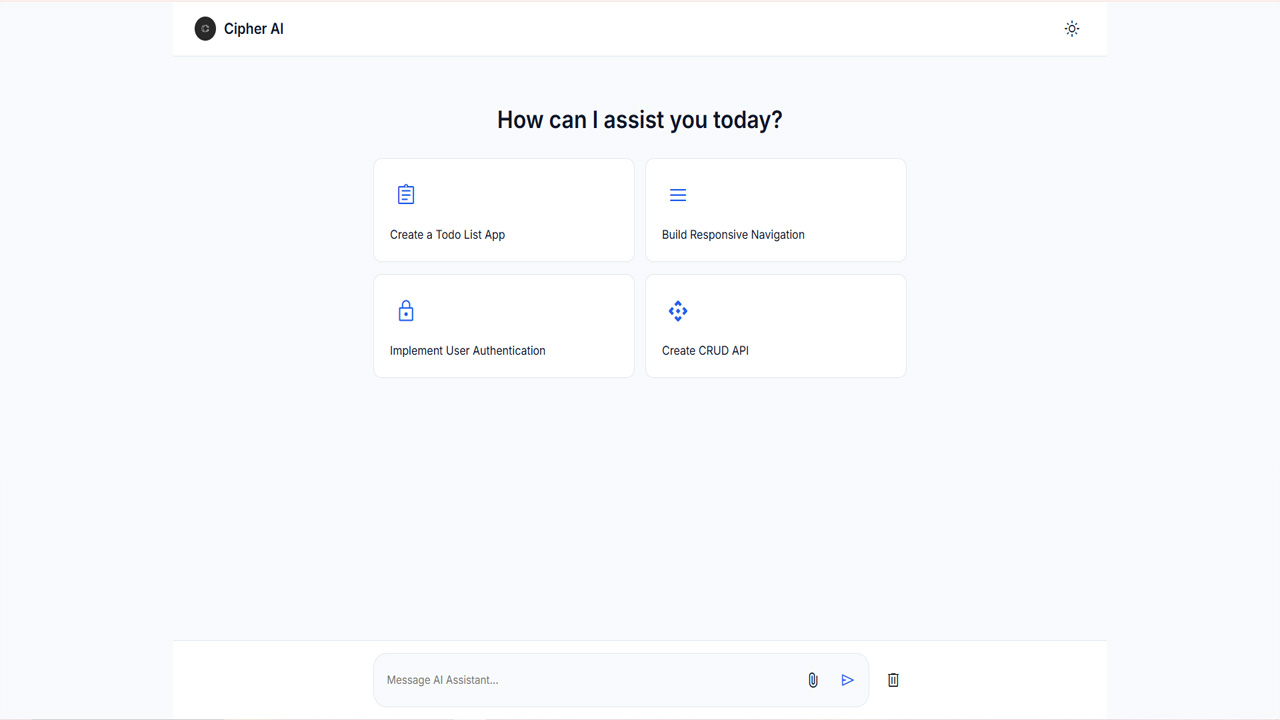 Cipher AI
How can I assist you today?
Create a Todo List App
Build Responsive Navigation
Implement User Authentication
Create CRUD API
Message AI Assistant...